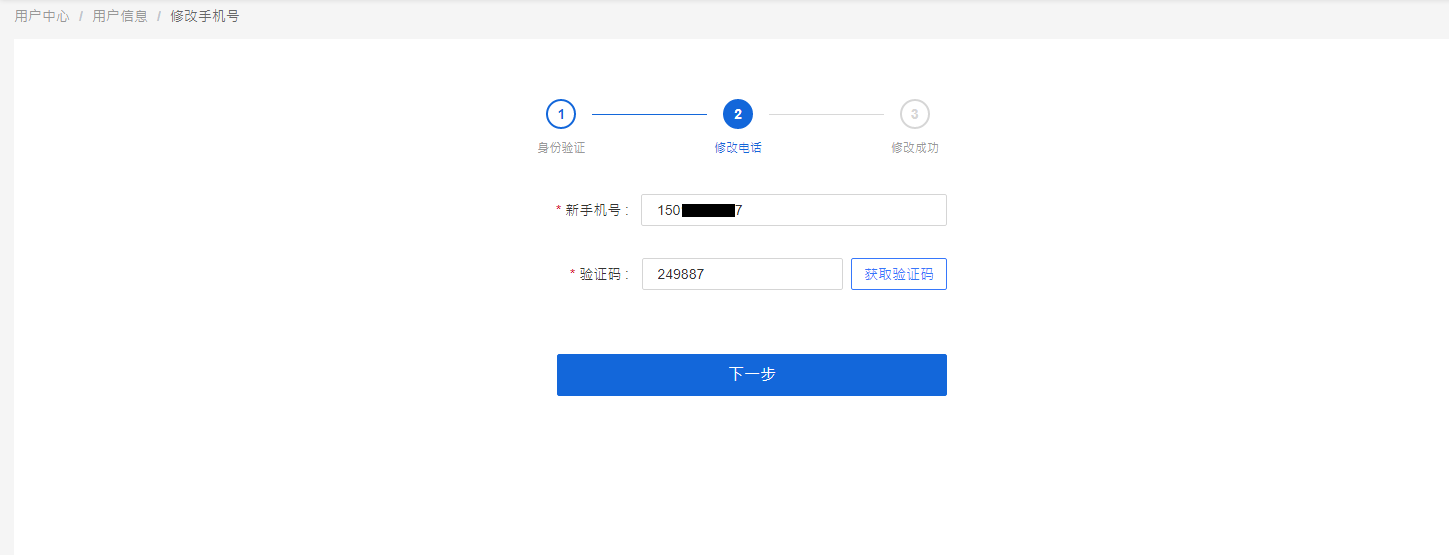 用户中心 / 用户信息 / 修改手机号
1 2 3
身份验证 修改电话 修改成功
* 新手机号 : 150 7
* 验证码 : 249887 获取验证码
下一步